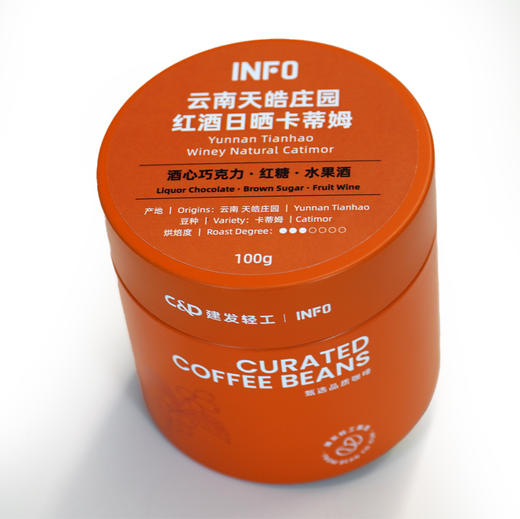 INFO
云南天皓庄园
红酒日晒卡蒂姆
Yunnan Tianhao
Winey Natural Catimor
酒心巧克力·红糖·水果酒
Liquor Chocolate · Brown Sugar · Fruit Wine
产地 | Origins: 云南 天皓庄园 | Yunnan Tianhao
豆种 | Variety: 卡蒂姆 | Catimor
烘焙度 | Roast Degree:
100g
C&D 建发轻工 | INFO
CURATED
COFFEE BEANS
甄选品质咖啡